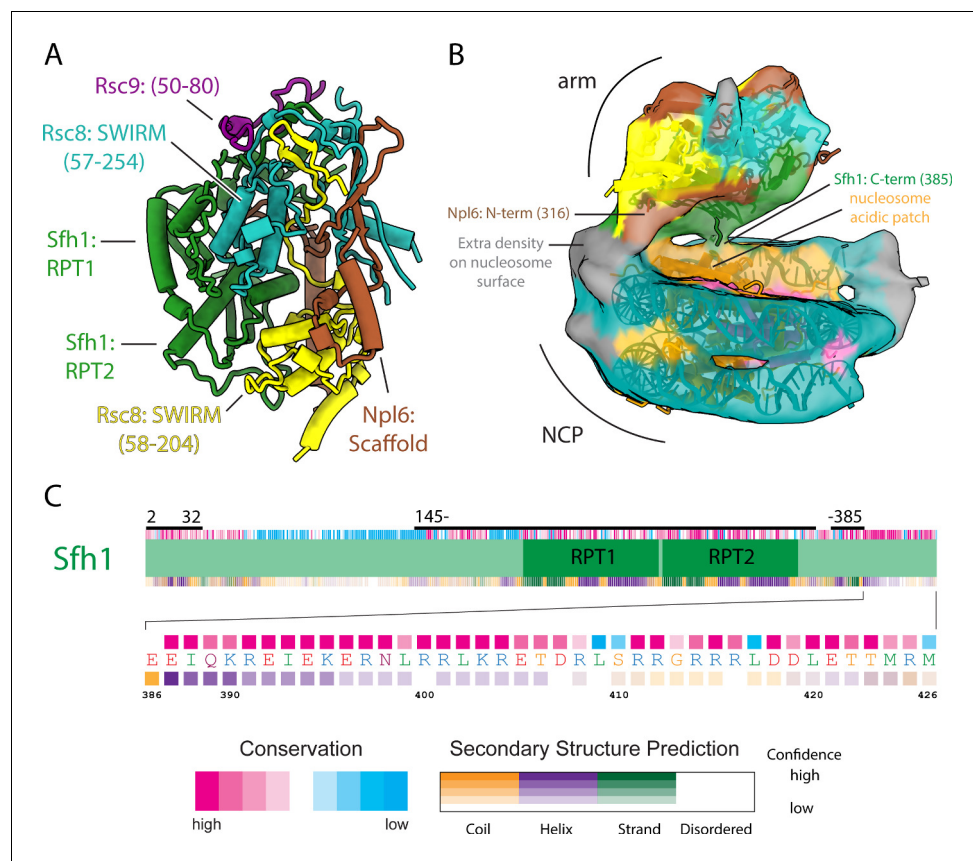 A
Rsc9: (50-80)
Rsc8: SWIRM
(57-254)
Sfh1:
RPT1
Sfh1:
RPT2
Rsc8: SWIRM
(58-204)
Npl6:
Scaffold
B
arm
Sfh1: C-term (385)
nucleosome
acidic patch
Npl6: N-term (316)
Extra density
on nucleosome
surface
NCP
C
2 32 145- -385
Sfh1 RPT1 RPT2
E E I Q K R E I E K E R N L R R L K R E T D R L S R R G R R R L D D L E T T M R M
386 390 400 410 420 426
Conservation
high low
Secondary Structure Prediction
Confidence
high
low
Coil Helix Strand Disordered